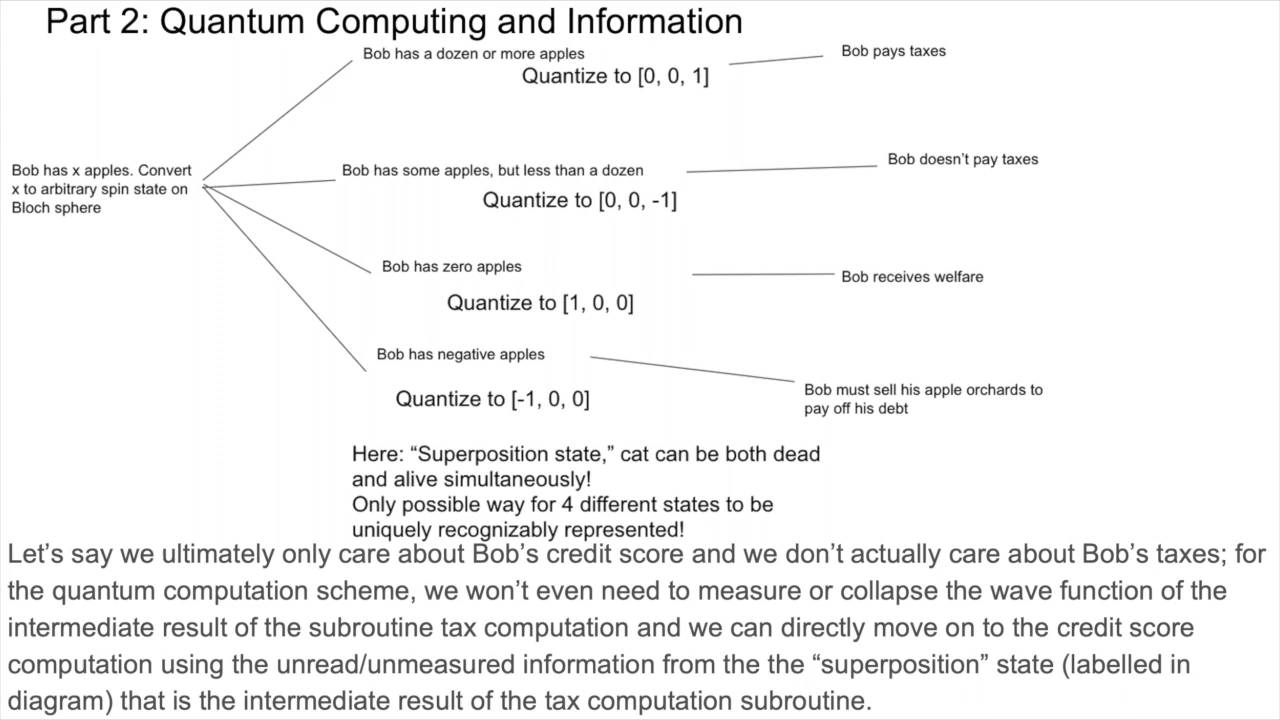 Part 2: Quantum Computing and Information
Bob has a dozen or more apples
Quantize to [0, 0, 1]
Bob pays taxes
Bob has x apples. Convert
x to arbitrary spin state on
Bloch sphere
Bob has some apples, but less than a dozen
Quantize to [0, 0, -1]
Bob doesn’t pay taxes
Bob has zero apples
Quantize to [1, 0, 0]
Bob receives welfare
Bob has negative apples
Quantize to [-1, 0, 0]
Bob must sell his apple orchards to
pay off his debt
Here: “Superposition state,” cat can be both dead
and alive simultaneously!
Only possible way for 4 different states to be
uniquely recognizably represented!
Let’s say we ultimately only care about Bob’s credit score and we don’t actually care about Bob’s taxes; for
the quantum computation scheme, we won’t even need to measure or collapse the wave function of the
intermediate result of the subroutine tax computation and we can directly move on to the credit score
computation using the unread/unmeasured information from the the “superposition” state (labelled in
diagram) that is the intermediate result of the tax computation subroutine.